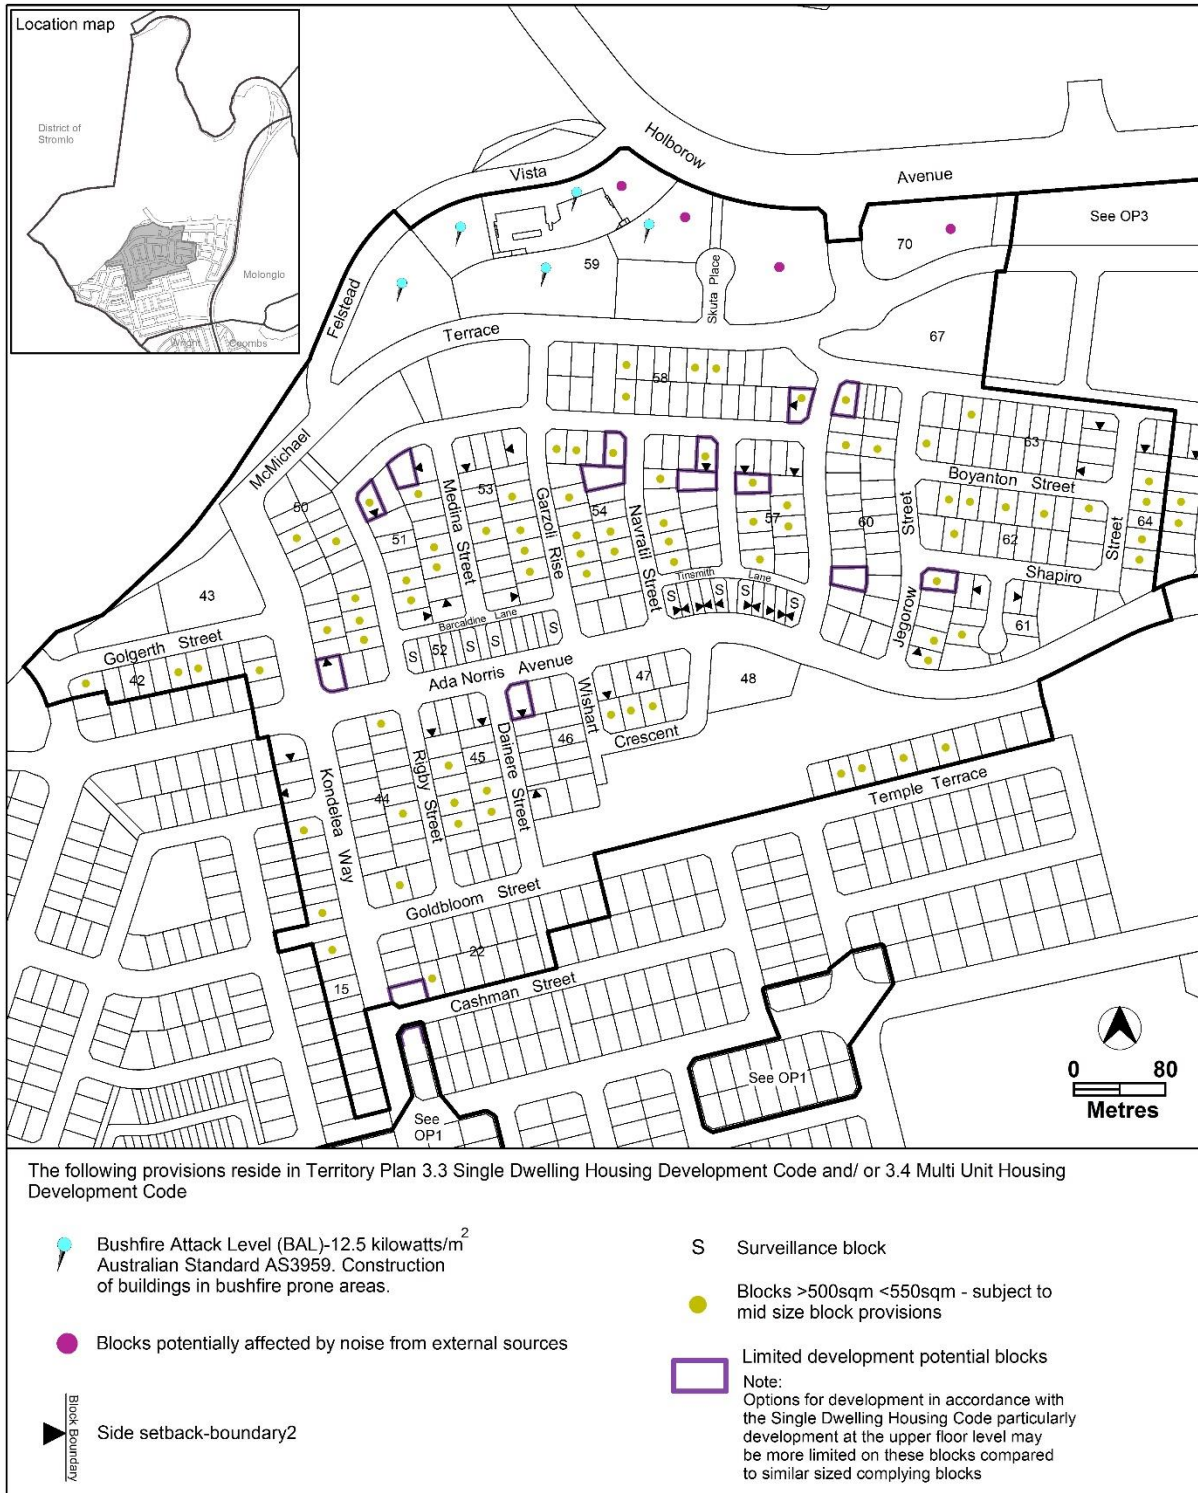 Location map
District of
Stromlo
Molonglo
Wright
Coombs
Holborow
Avenue
Vista
Felstead
See OP3
70
59
Skuta Place
67
Terrace
McMichael
58
63
Boyanton Street
53
50
51
Medina Street
Garzoli Rise
54
Navratil Street
57
60
Street
62
64
Street
Shapiro
Tinsmith Lane
S
S
S
S
Jegorow
61
43
Golgerth Street
42
Barcaldine Lane
S
52
S
S
S
Ada Norris Avenue
47
48
Wishart
Crescent
46
45
Dainere Street
Rigby Street
44
Kondelea Way
Temple Terrace
Goldbloom Street
22
15
Cashman Street
See OP1
See
OP1
0 80
Metres
The following provisions reside in Territory Plan 3.3 Single Dwelling Housing Development Code and/ or 3.4 Multi Unit Housing
Development Code
Bushfire Attack Level (BAL)-12.5 kilowatts/m2
Australian Standard AS3959. Construction
of buildings in bushfire prone areas.
Blocks potentially affected by noise from external sources
Block Boundary
Side setback-boundary2
S Surveillance block
Blocks >500sqm <550sqm - subject to
mid size block provisions
Limited development potential blocks
Note:
Options for development in accordance with
the Single Dwelling Housing Code particularly
development at the upper floor level may
be more limited on these blocks compared
to similar sized complying blocks